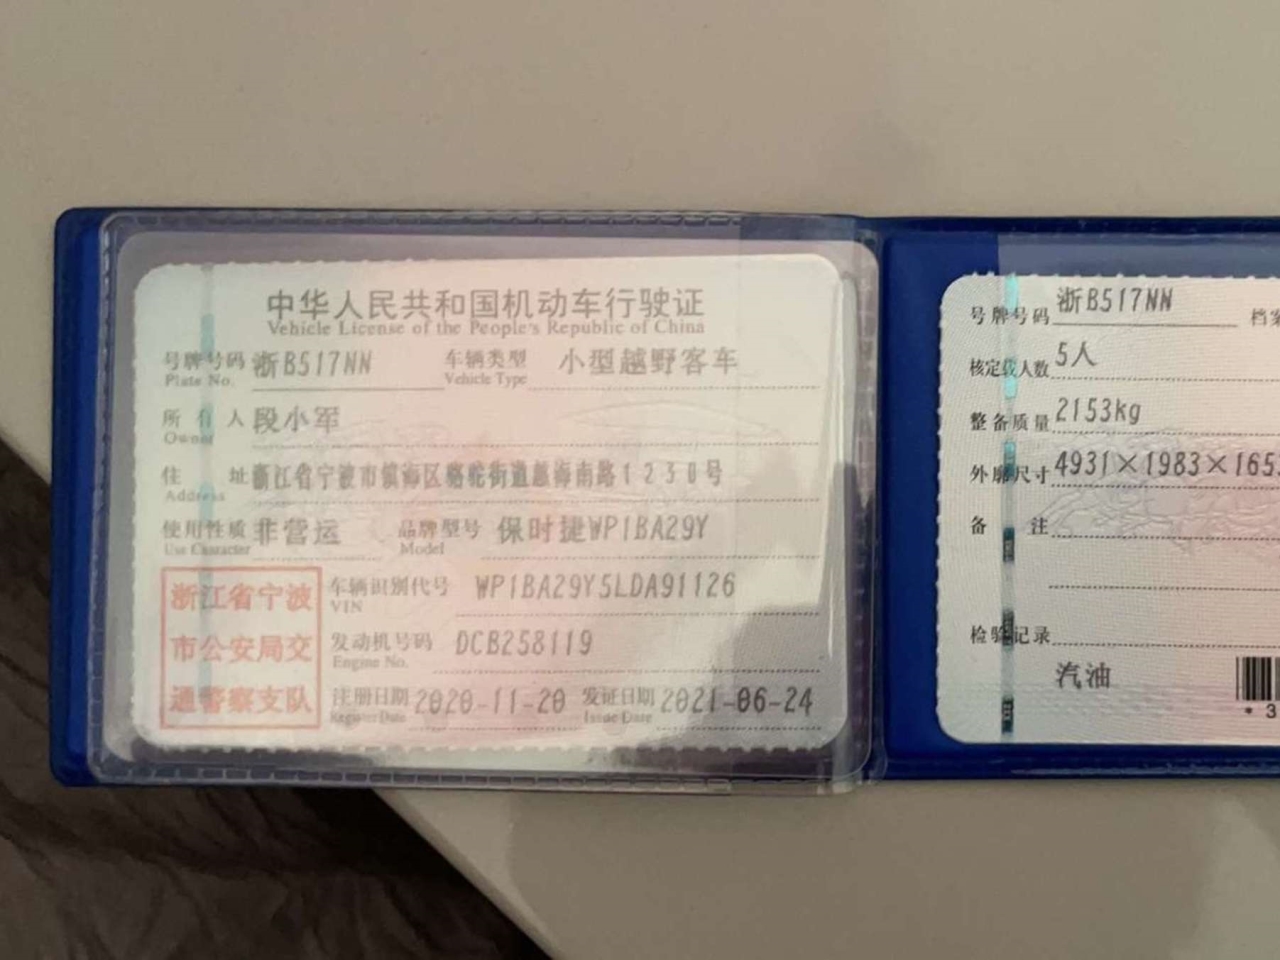 中华人民共和国机动车行驶证
Vehicle License of the People's Republic of China
号牌号码 浙B517NN 车辆类型 小型越野客车
Plate No. Vehicle Type
所有人 段小军
Owner
住址 浙江省宁波市镇海区骆驼街道慈海南路1230号
Address
使用性质 非营运 品牌型号 保时捷WP1BA29Y
Use Character Model
浙江省宁波
市公安局交
通警察支队
车辆识别代号 WP1BA29Y5LDA91126
VIN
发动机号码 DCB258119
Engine No.
注册日期 2020-11-20 发证日期 2021-06-24
Register Date Issue Date
号牌号码 浙B517NN 档案
核定载人数 5人
整备质量 2153kg
外廓尺寸 4931×1983×1653
备注
检验记录
汽油
* 3